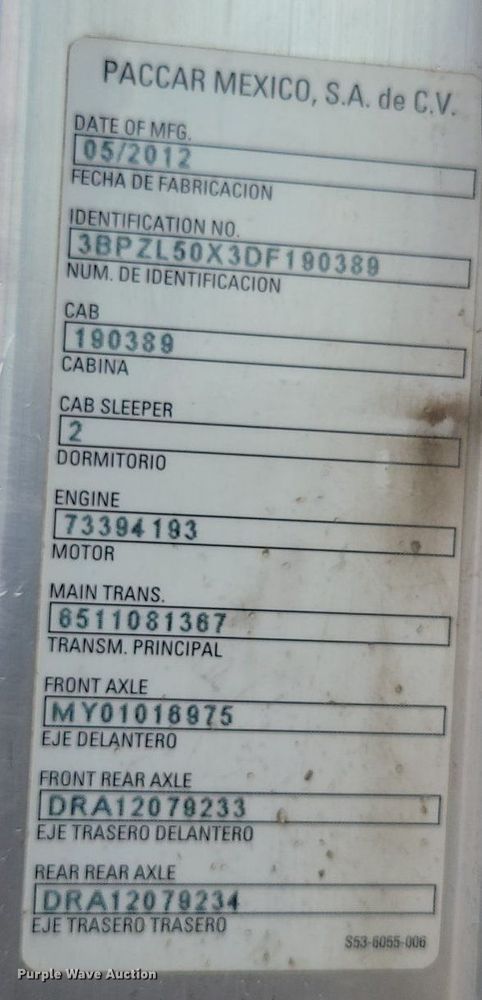 PACCAR MEXICO, S.A. de C.V.
DATE OF MFG.
05/2012
FECHA DE FABRICACION
IDENTIFICATION NO.
3BPZL50X3DF190389
NUM. DE IDENTIFICACION
CAB
190389
CABINA
CAB SLEEPER
2
DORMITORIO
ENGINE
73394193
MOTOR
MAIN TRANS.
6511081367
TRANSM. PRINCIPAL
FRONT AXLE
MY01016975
EJE DELANTERO
FRONT REAR AXLE
DRA12079233
EJE TRASERO DELANTERO
REAR REAR AXLE
DRA12079234
EJE TRASERO TRASERO
S53-6055-006
Purple Wave Auction